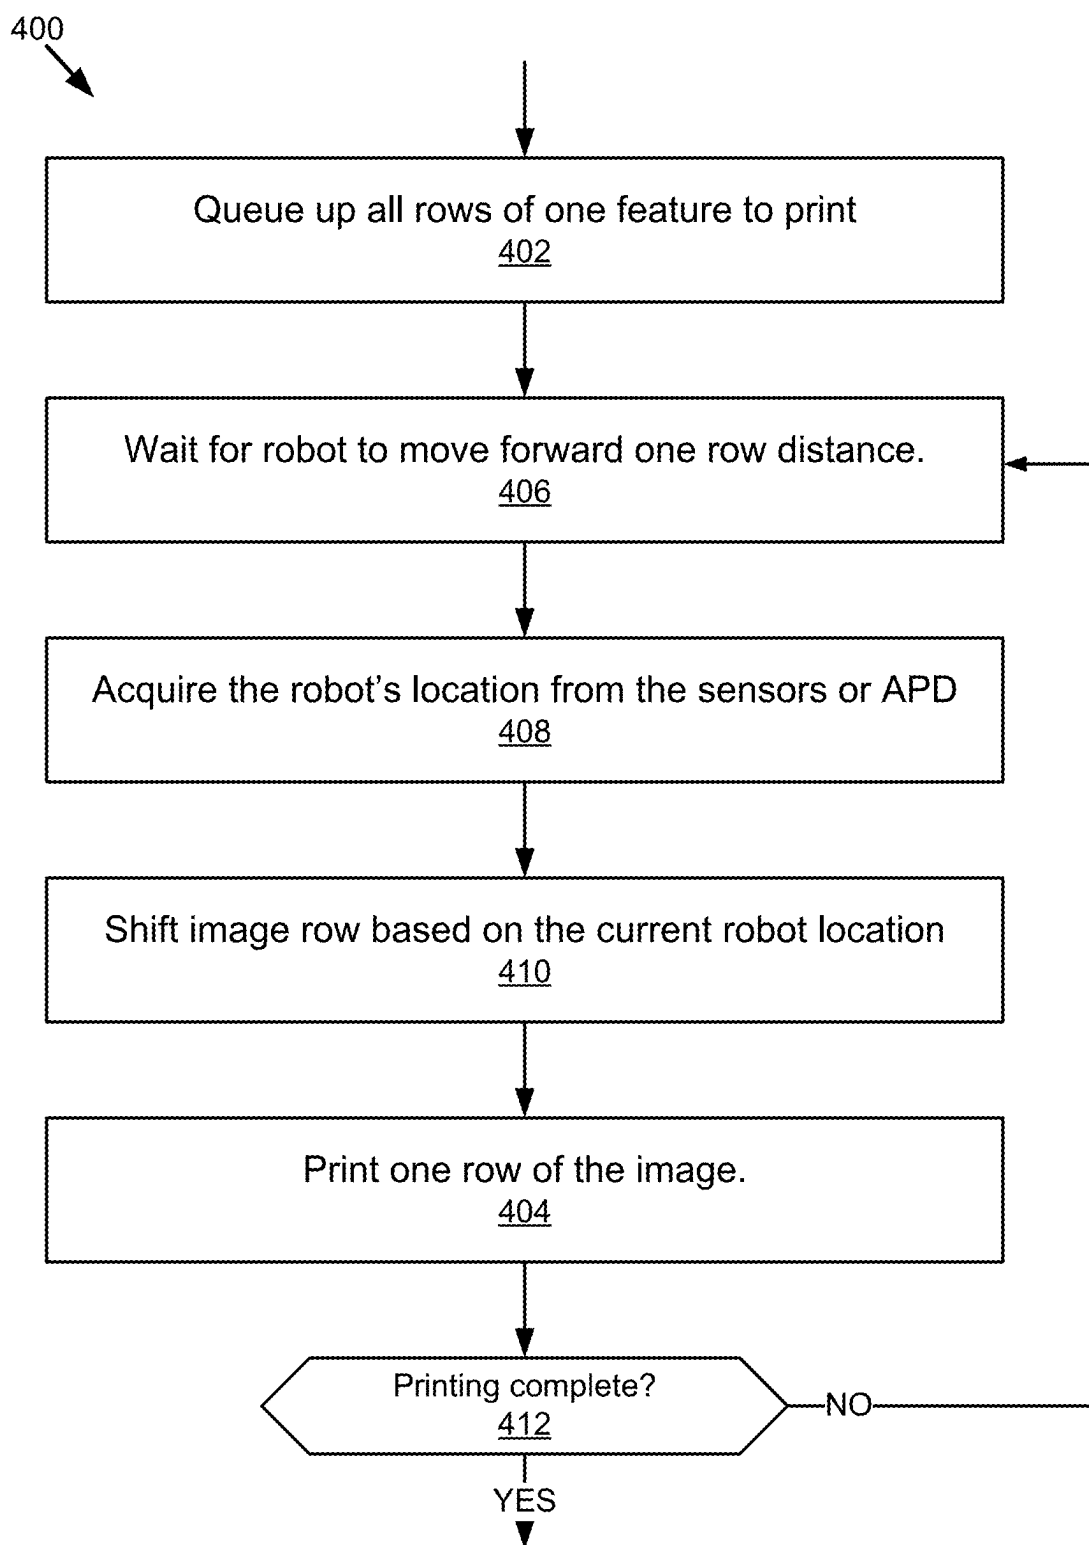 400
Queue up all rows of one feature to print
402
Wait for robot to move forward one row distance.
406
Acquire the robot's location from the sensors or APD
408
Shift image row based on the current robot location
410
Print one row of the image.
404
Printing complete?
412
NO
YES